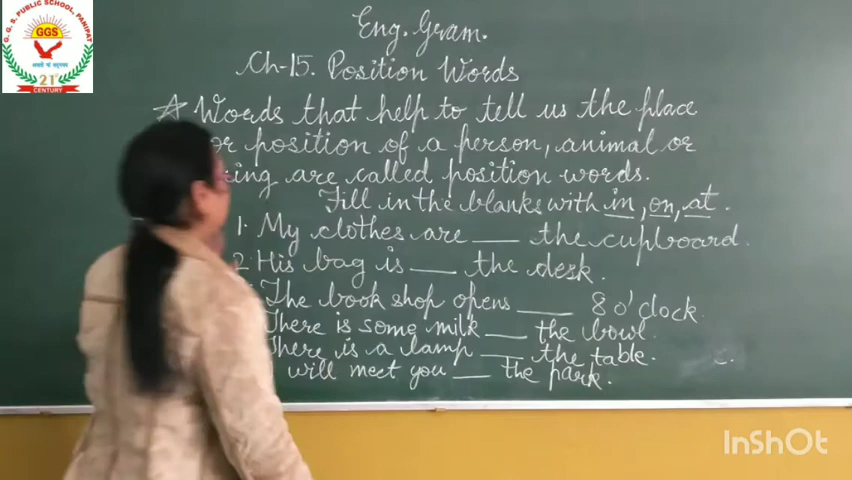 G. G. S. PUBLIC SCHOOL, PANIPAT
GGS
21
CENTURY
Eng. Gram.
Ch-15. Position Words
Words that help to tell us the place
or position of a person, animal or
are called position words.
Fill in the blanks with in, on, at.
1. My clothes are ___ the cupboard.
2. His bag is ___ the desk.
The book shop opens ___ 8 o'clock.
There is some milk ___ the bowl.
There is a lamp ___ the table.
will meet you ___ the park.
InShOt